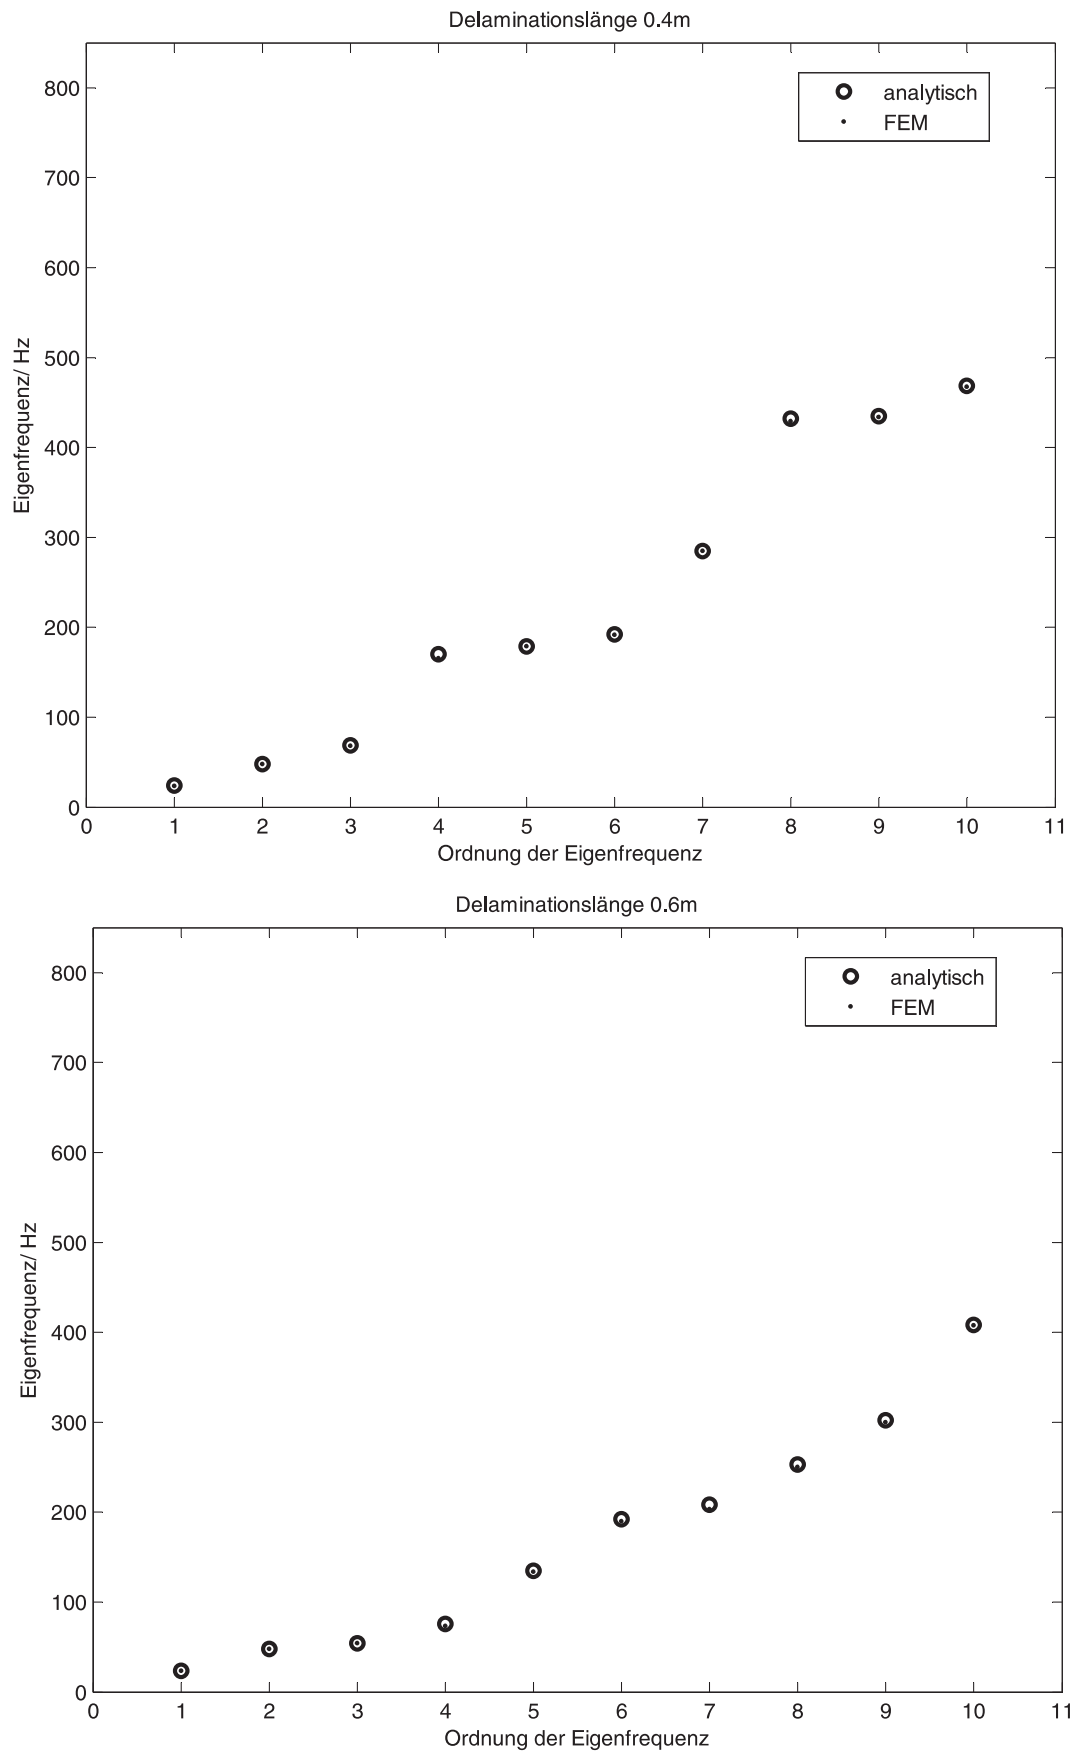 Delaminationslänge 0.4m
analytisch
FEM
800
700
600
500
400
300
200
100
0
Eigenfrequenz/ Hz
0 1 2 3 4 5 6 7 8 9 10 11
Ordnung der Eigenfrequenz
Delaminationslänge 0.6m
analytisch
FEM
800
700
600
500
400
300
200
100
0
Eigenfrequenz/ Hz
0 1 2 3 4 5 6 7 8 9 10 11
Ordnung der Eigenfrequenz